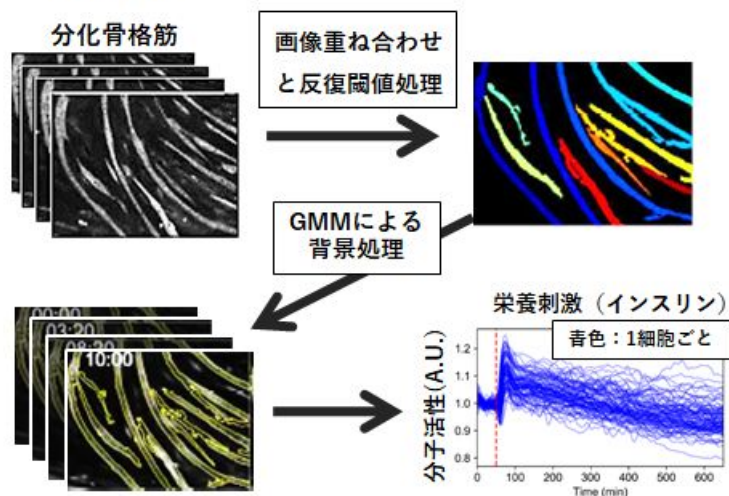 分化骨格筋
画像重ね合わせ
と反復閾値処理
GMMによる
背景処理
00:00
03:20
08:20
10:00
栄養刺激（インスリン）
青色：1細胞ごと
分子活性(A.U.)
1.2
1.1
1.0
0.9
0.8
0 100 200 300 400 500 600
Time (min)